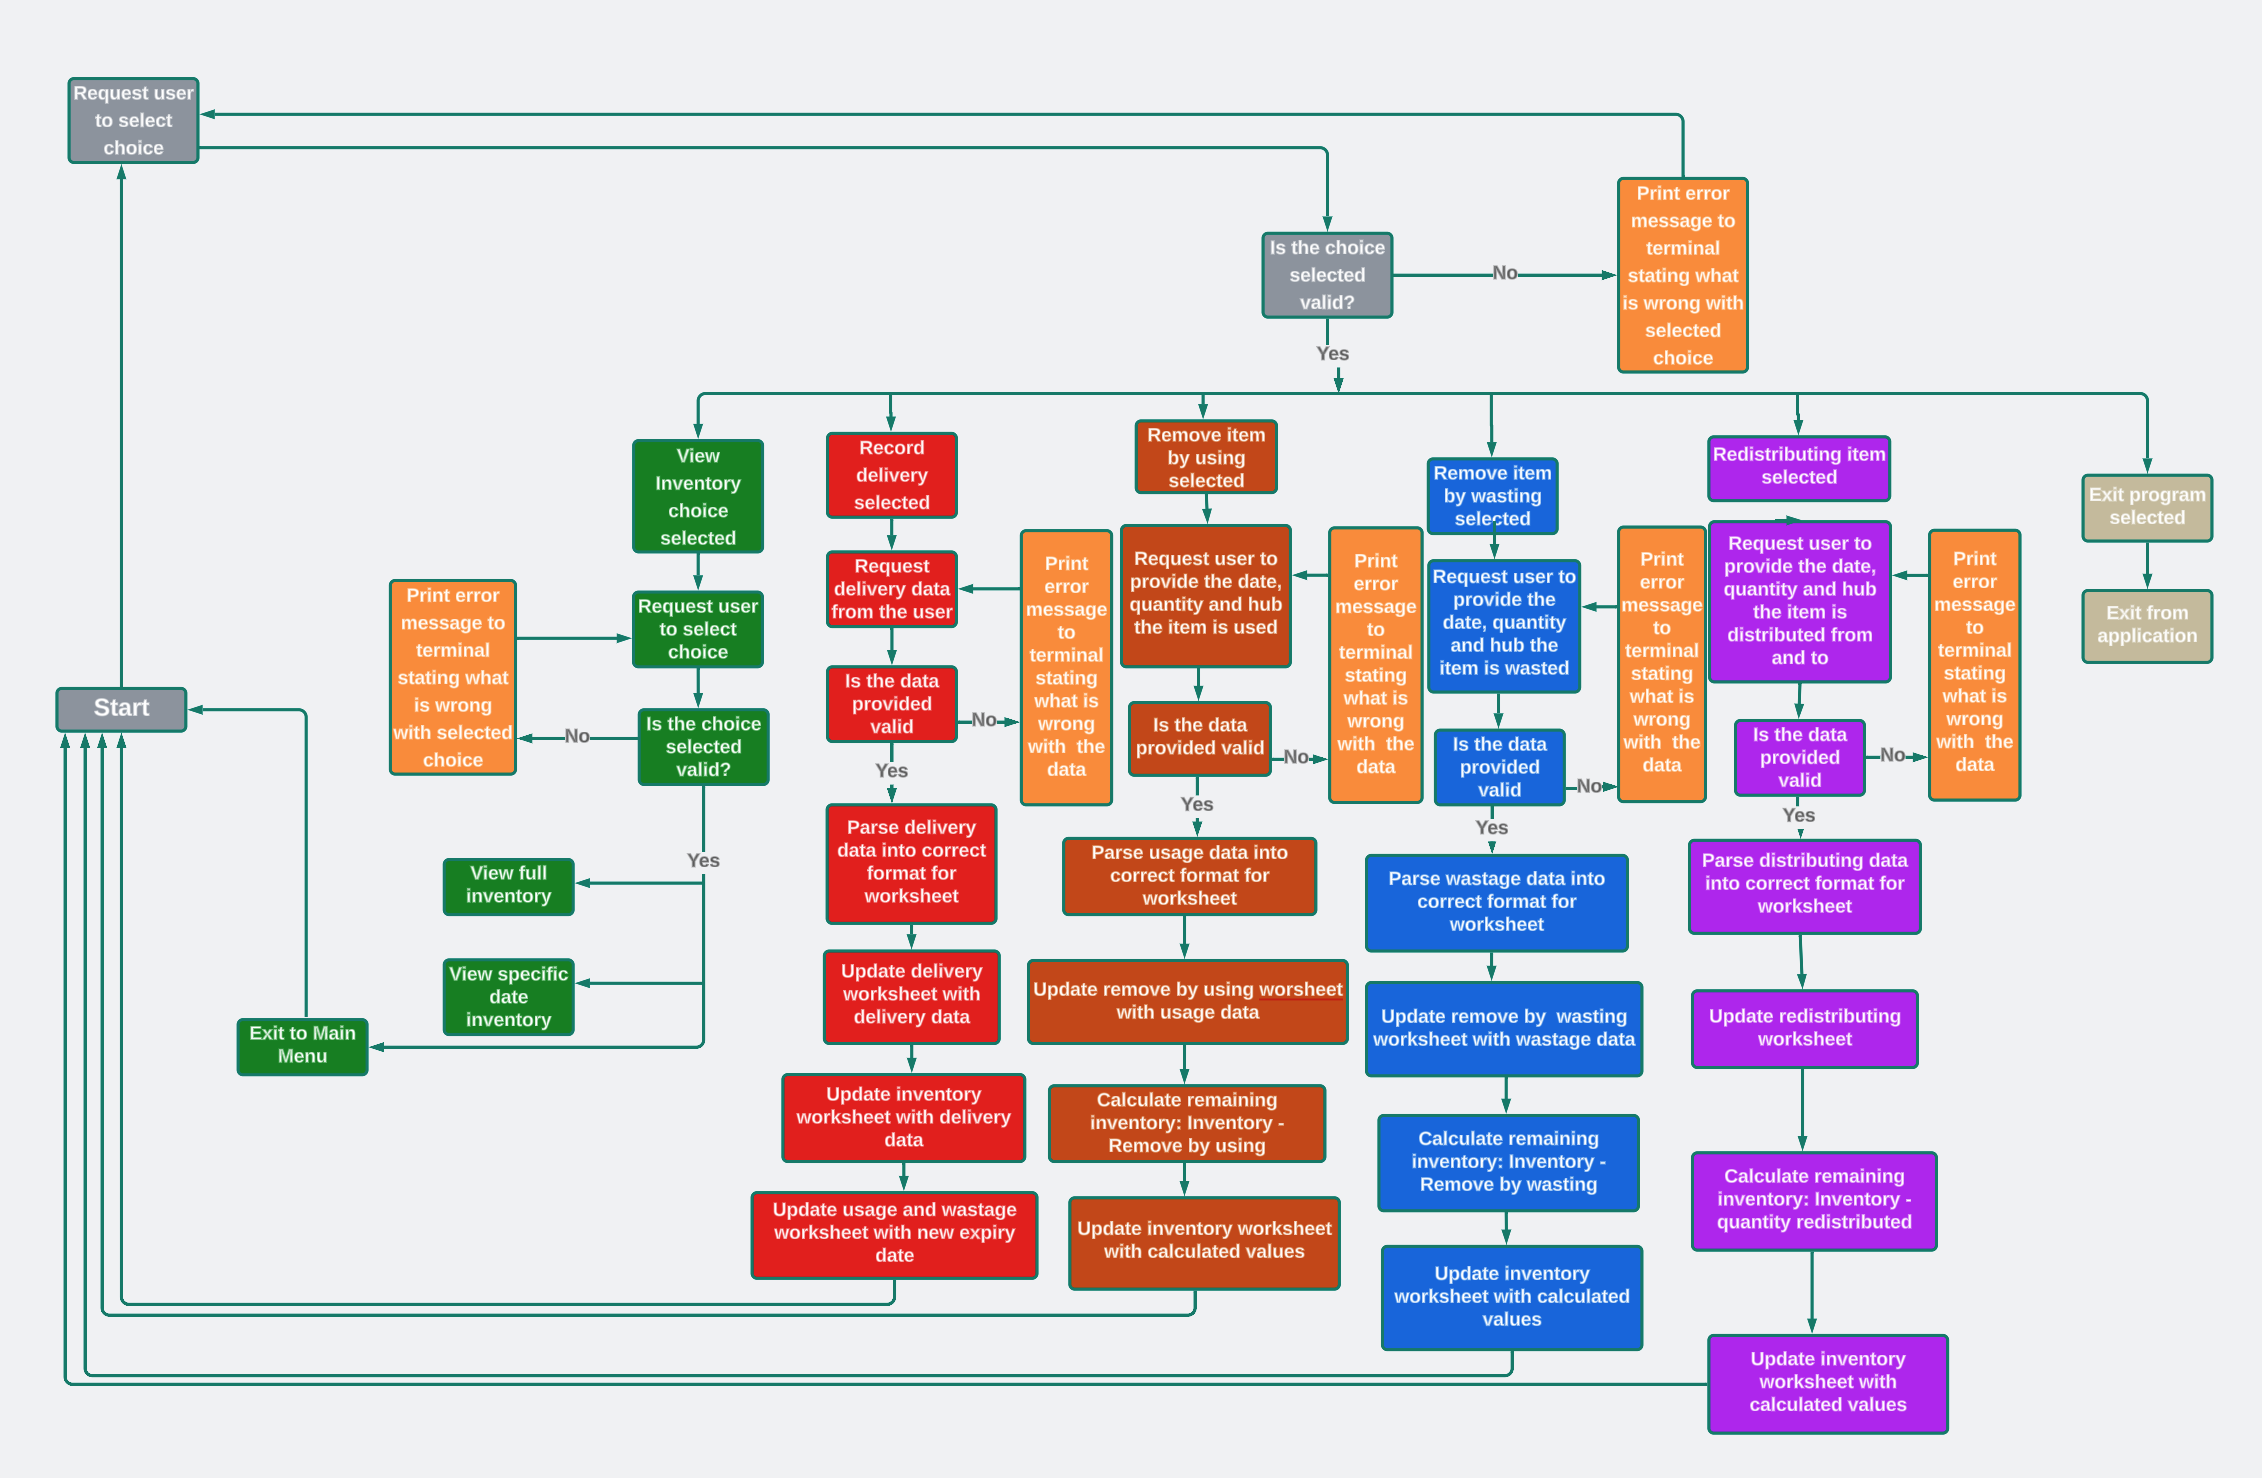 Request user
to select
choice
Is the choice
selected
valid?
No
Print error
message to
terminal
stating what
is wrong with
selected
choice
Yes
View
Inventory
choice
selected
Request user
to select
choice
Is the choice
selected
valid?
No
Print error
message to
terminal
stating what
is wrong
with selected
choice
Yes
View full
inventory
View specific
date
inventory
Exit to Main
Menu
Start
Record
delivery
selected
Request
delivery data
from the user
Is the data
provided
valid
No
Print
error
message
to
terminal
stating
what is
wrong
with  the
data
Yes
Parse delivery
data into correct
format for
worksheet
Update delivery
worksheet with
delivery data
Update inventory
worksheet with delivery
data
Update usage and wastage
worksheet with new expiry
date
Remove item
by using
selected
Request user to
provide the date,
quantity and hub
the item is used
Is the data
provided valid
No
Print
error
message
to
terminal
stating
what is
wrong
with  the
data
Yes
Parse usage data into
correct format for
worksheet
Update remove by using worsheet
with usage data
Calculate remaining
inventory: Inventory -
Remove by using
Update inventory worksheet
with calculated values
Remove item
by wasting
selected
Request user to
provide the
date, quantity
and hub the
item is wasted
Is the data
provided
valid
No
Print
error
message
to
terminal
stating
what is
wrong
with  the
data
Yes
Parse wastage data into
correct format for
worksheet
Update remove by  wasting
worksheet with wastage data
Calculate remaining
inventory: Inventory -
Remove by wasting
Update inventory
worksheet with calculated
values
Redistributing item
selected
Request user to
provide the date,
quantity and hub
the item is
distributed from
and to
Is the data
provided
valid
No
Print
error
message
to
terminal
stating
what is
wrong
with  the
data
Yes
Parse distributing data
into correct format for
worksheet
Update redistributing
worksheet
Calculate remaining
inventory: Inventory -
quantity redistributed
Update inventory
worksheet with
calculated values
Exit program
selected
Exit from
application